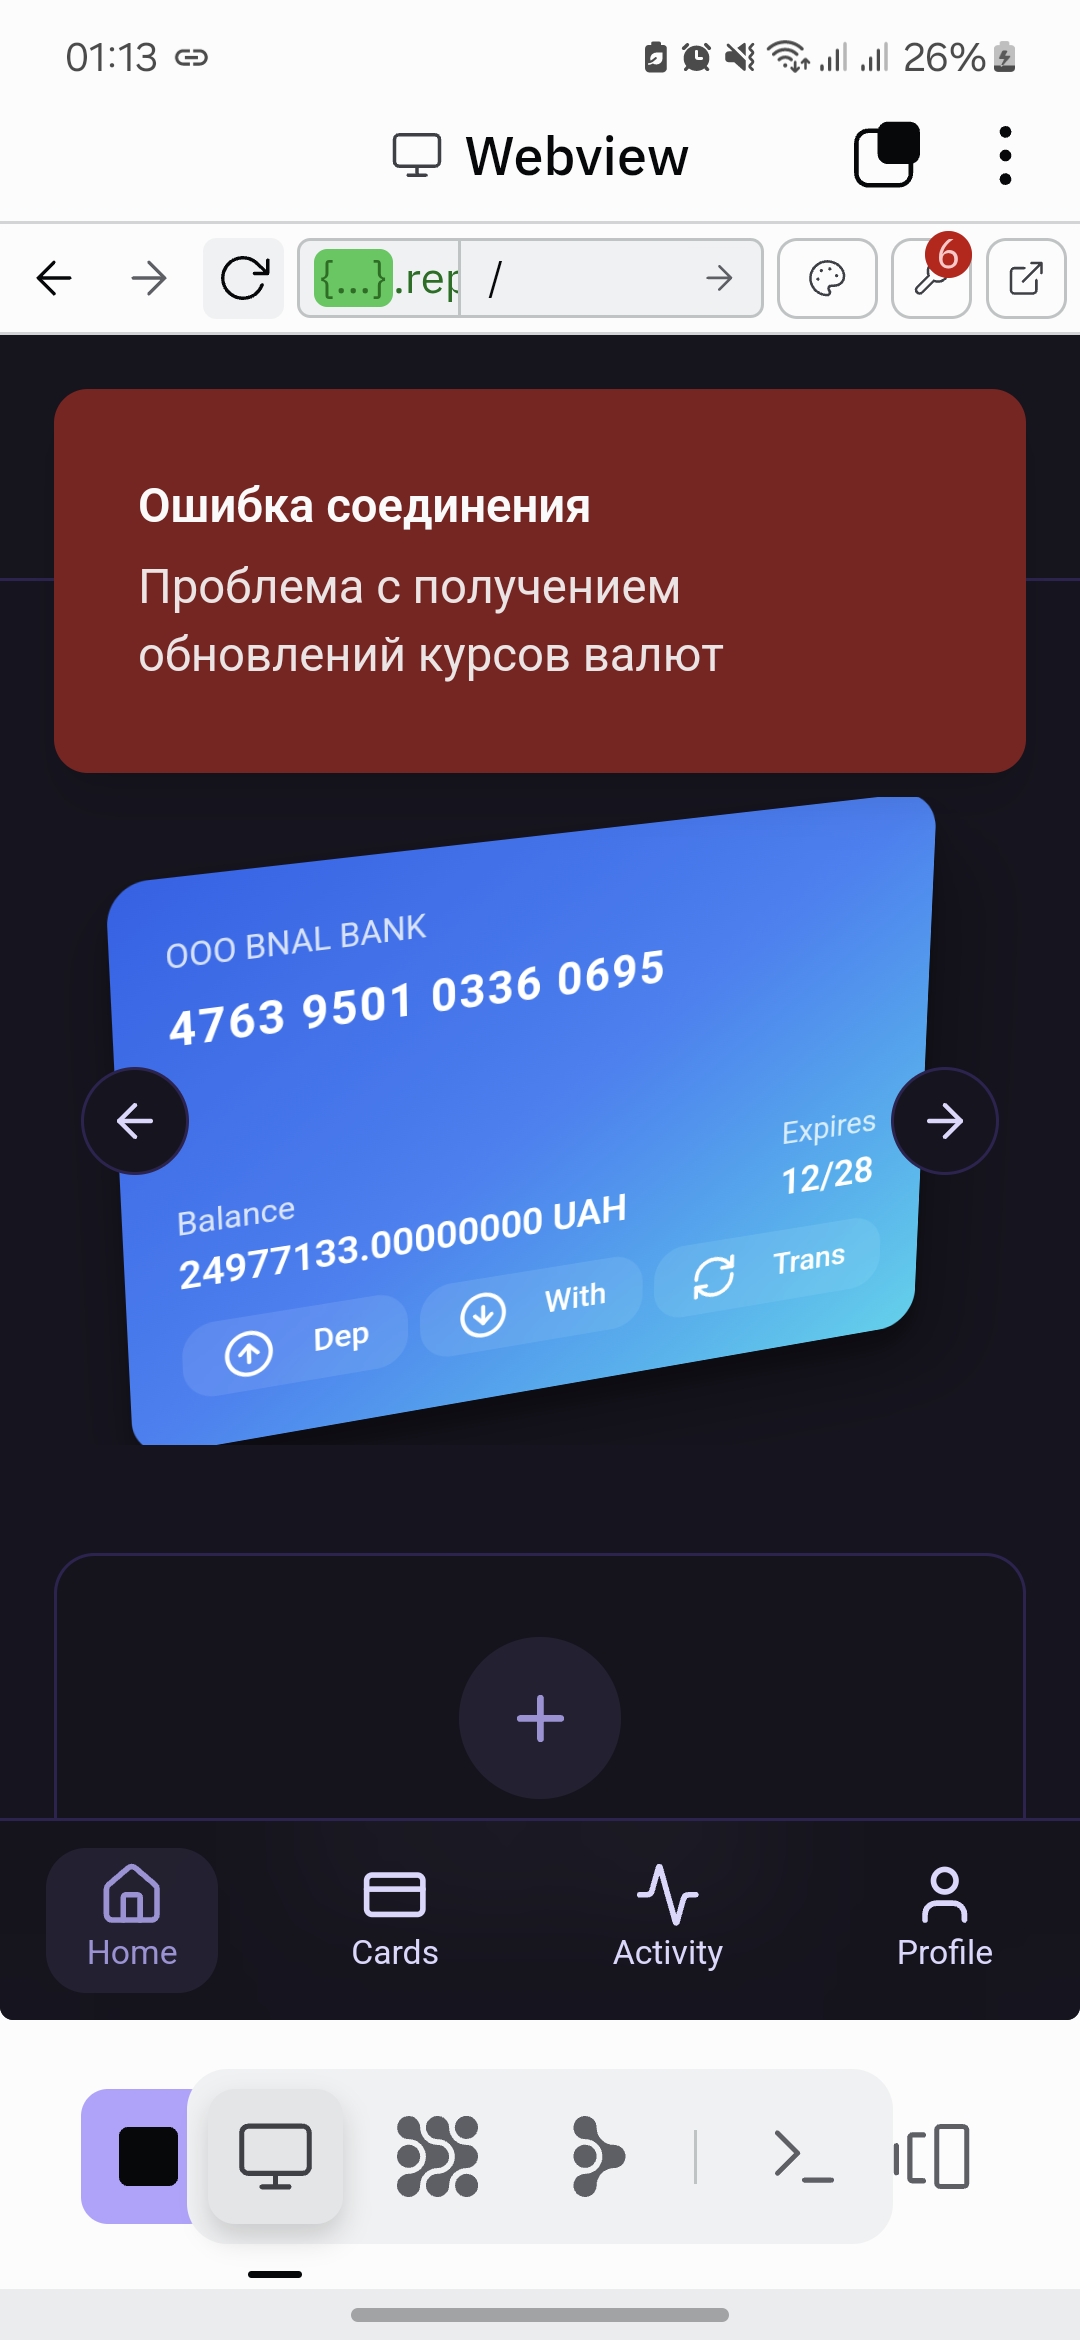 01:13
26%
Webview
{...}.rep /
6
Ошибка соединения
Проблема с получением
обновлений курсов валют
OOO BNAL BANK
4763 9501 0336 0695
Expires
12/28
Balance
24977133.00000000 UAH
Dep
With
Trans
Home
Cards
Activity
Profile